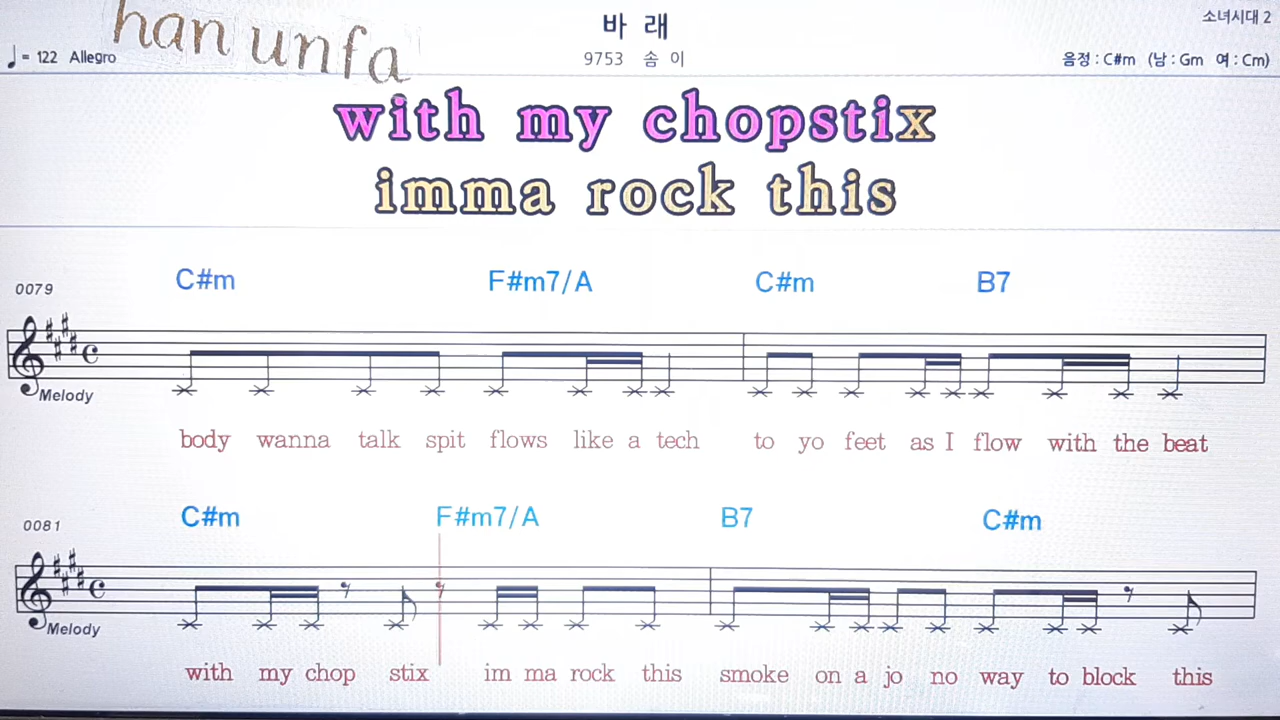 han unfa
바 래
소녀시대 2
♩ = 122 Allegro
9753 솜 이
음정 : C#m (남 : Gm 여 : Cm)
with my chopstix
imma rock this
0079
C#m F#m7/A C#m B7
Melody
body wanna talk spit flows like a tech to yo feet as I flow with the beat
0081
C#m F#m7/A B7 C#m
Melody
with my chop stix im ma rock this smoke on a jo no way to block this